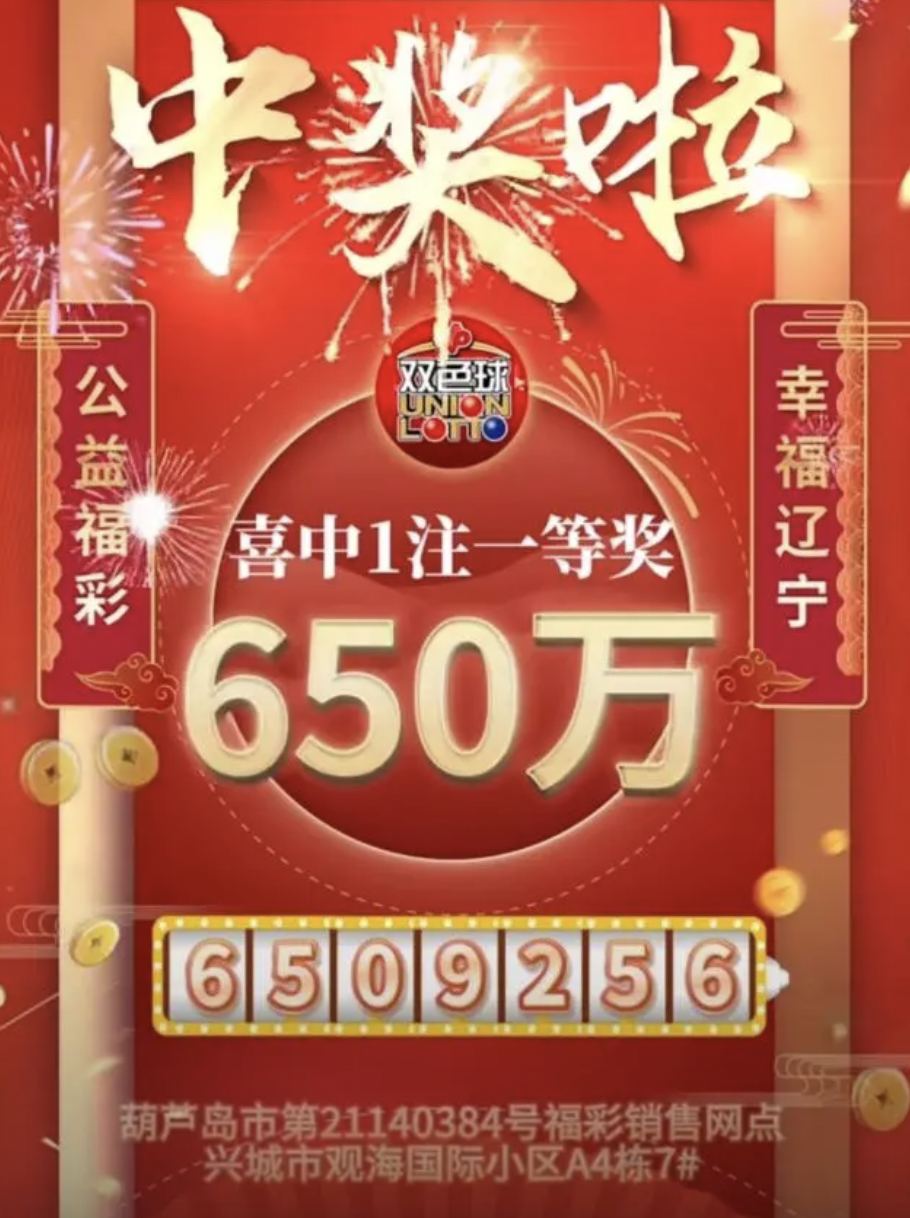 中奖啦
双色球
UNION
LOTTO
公益福彩
幸福辽宁
喜中1注一等奖
650万
6509256
葫芦岛市第21140384号福彩销售网点
兴城市观海国际小区A4栋7#